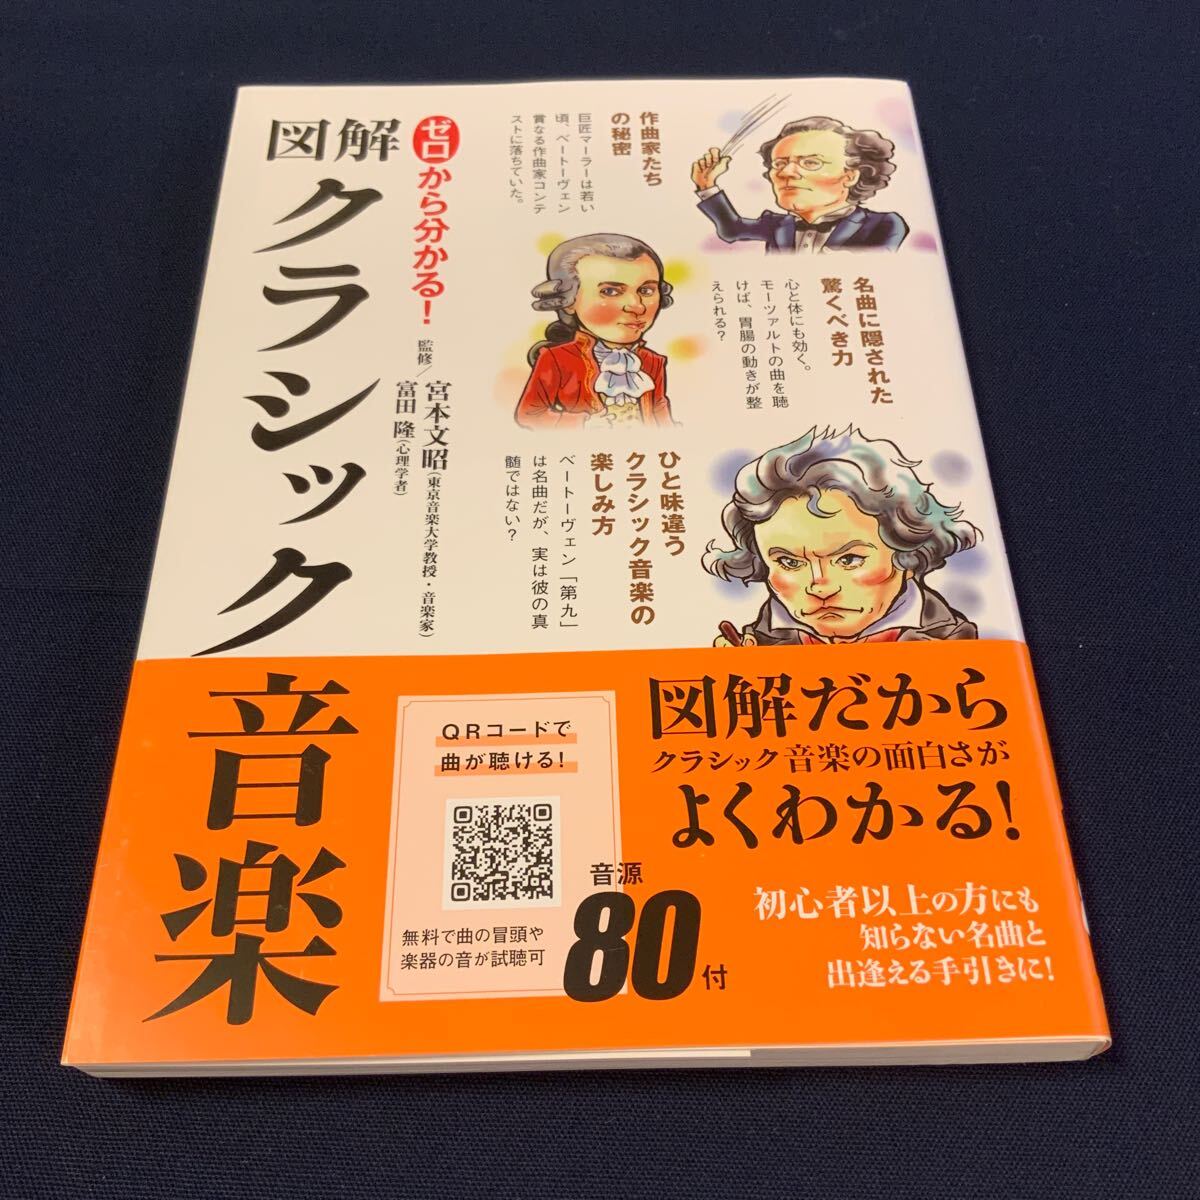 図解
クラシック音楽
ゼロから分かる!
監修/宮本文昭(東京音楽大学教授・音楽家)
富田 隆(心理学者)
作曲家たち
の秘密
巨匠マーラーは若い
頃、ベートーヴェン
賞なる作曲家コンテ
ストに落ちていた。
名曲に隠された
驚くべき力
心と体にも効く。
モーツァルトの曲を聴
けば、胃腸の動きが整
えられる?
ひと味違う
クラシック音楽の
楽しみ方
ベートーヴェン「第九」
は名曲だが、実は彼の真
髄ではない?
図解だから
クラシック音楽の面白さが
よくわかる!
QRコードで
曲が聴ける!
無料で曲の冒頭や
楽器の音が試聴可
音源
80付
初心者以上の方にも
知らない名曲と
出逢える手引きに!